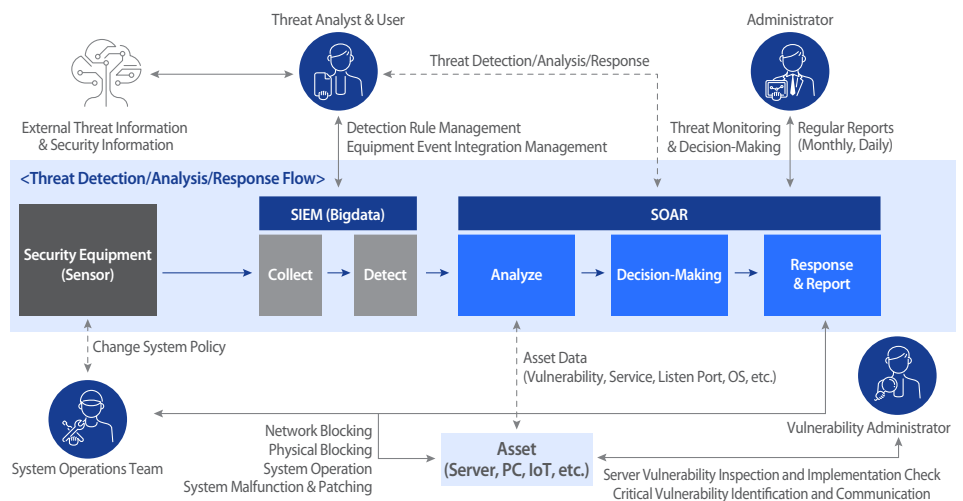 Threat Analyst & User
Administrator
Threat Detection/Analysis/Response
External Threat Information
& Security Information
Detection Rule Management
Equipment Event Integration Management
Threat Monitoring
& Decision-Making
Regular Reports
(Monthly, Daily)
<Threat Detection/Analysis/Response Flow>
SIEM (Bigdata)
SOAR
Security Equipment
(Sensor)
Collect
Detect
Analyze
Decision-Making
Response
& Report
Change System Policy
Asset Data
(Vulnerability, Service, Listen Port, OS, etc.)
System Operations Team
Network Blocking
Physical Blocking
System Operation
System Malfunction & Patching
Asset
(Server, PC, IoT, etc.)
Vulnerability Administrator
Server Vulnerability Inspection and Implementation Check
Critical Vulnerability Identification and Communication